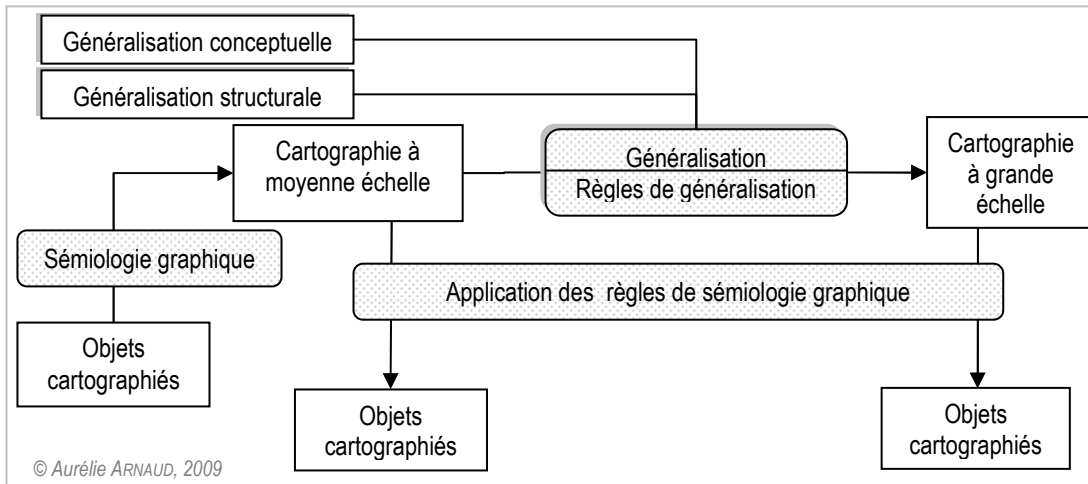 Généralisation conceptuelle
Généralisation structurale
Cartographie à
moyenne échelle
Généralisation
Règles de généralisation
Cartographie
à grande
échelle
Sémiologie graphique
Application des règles de sémiologie graphique
Objets
cartographiés
Objets
cartographiés
Objets
cartographiés
© Aurélie ARNAUD, 2009